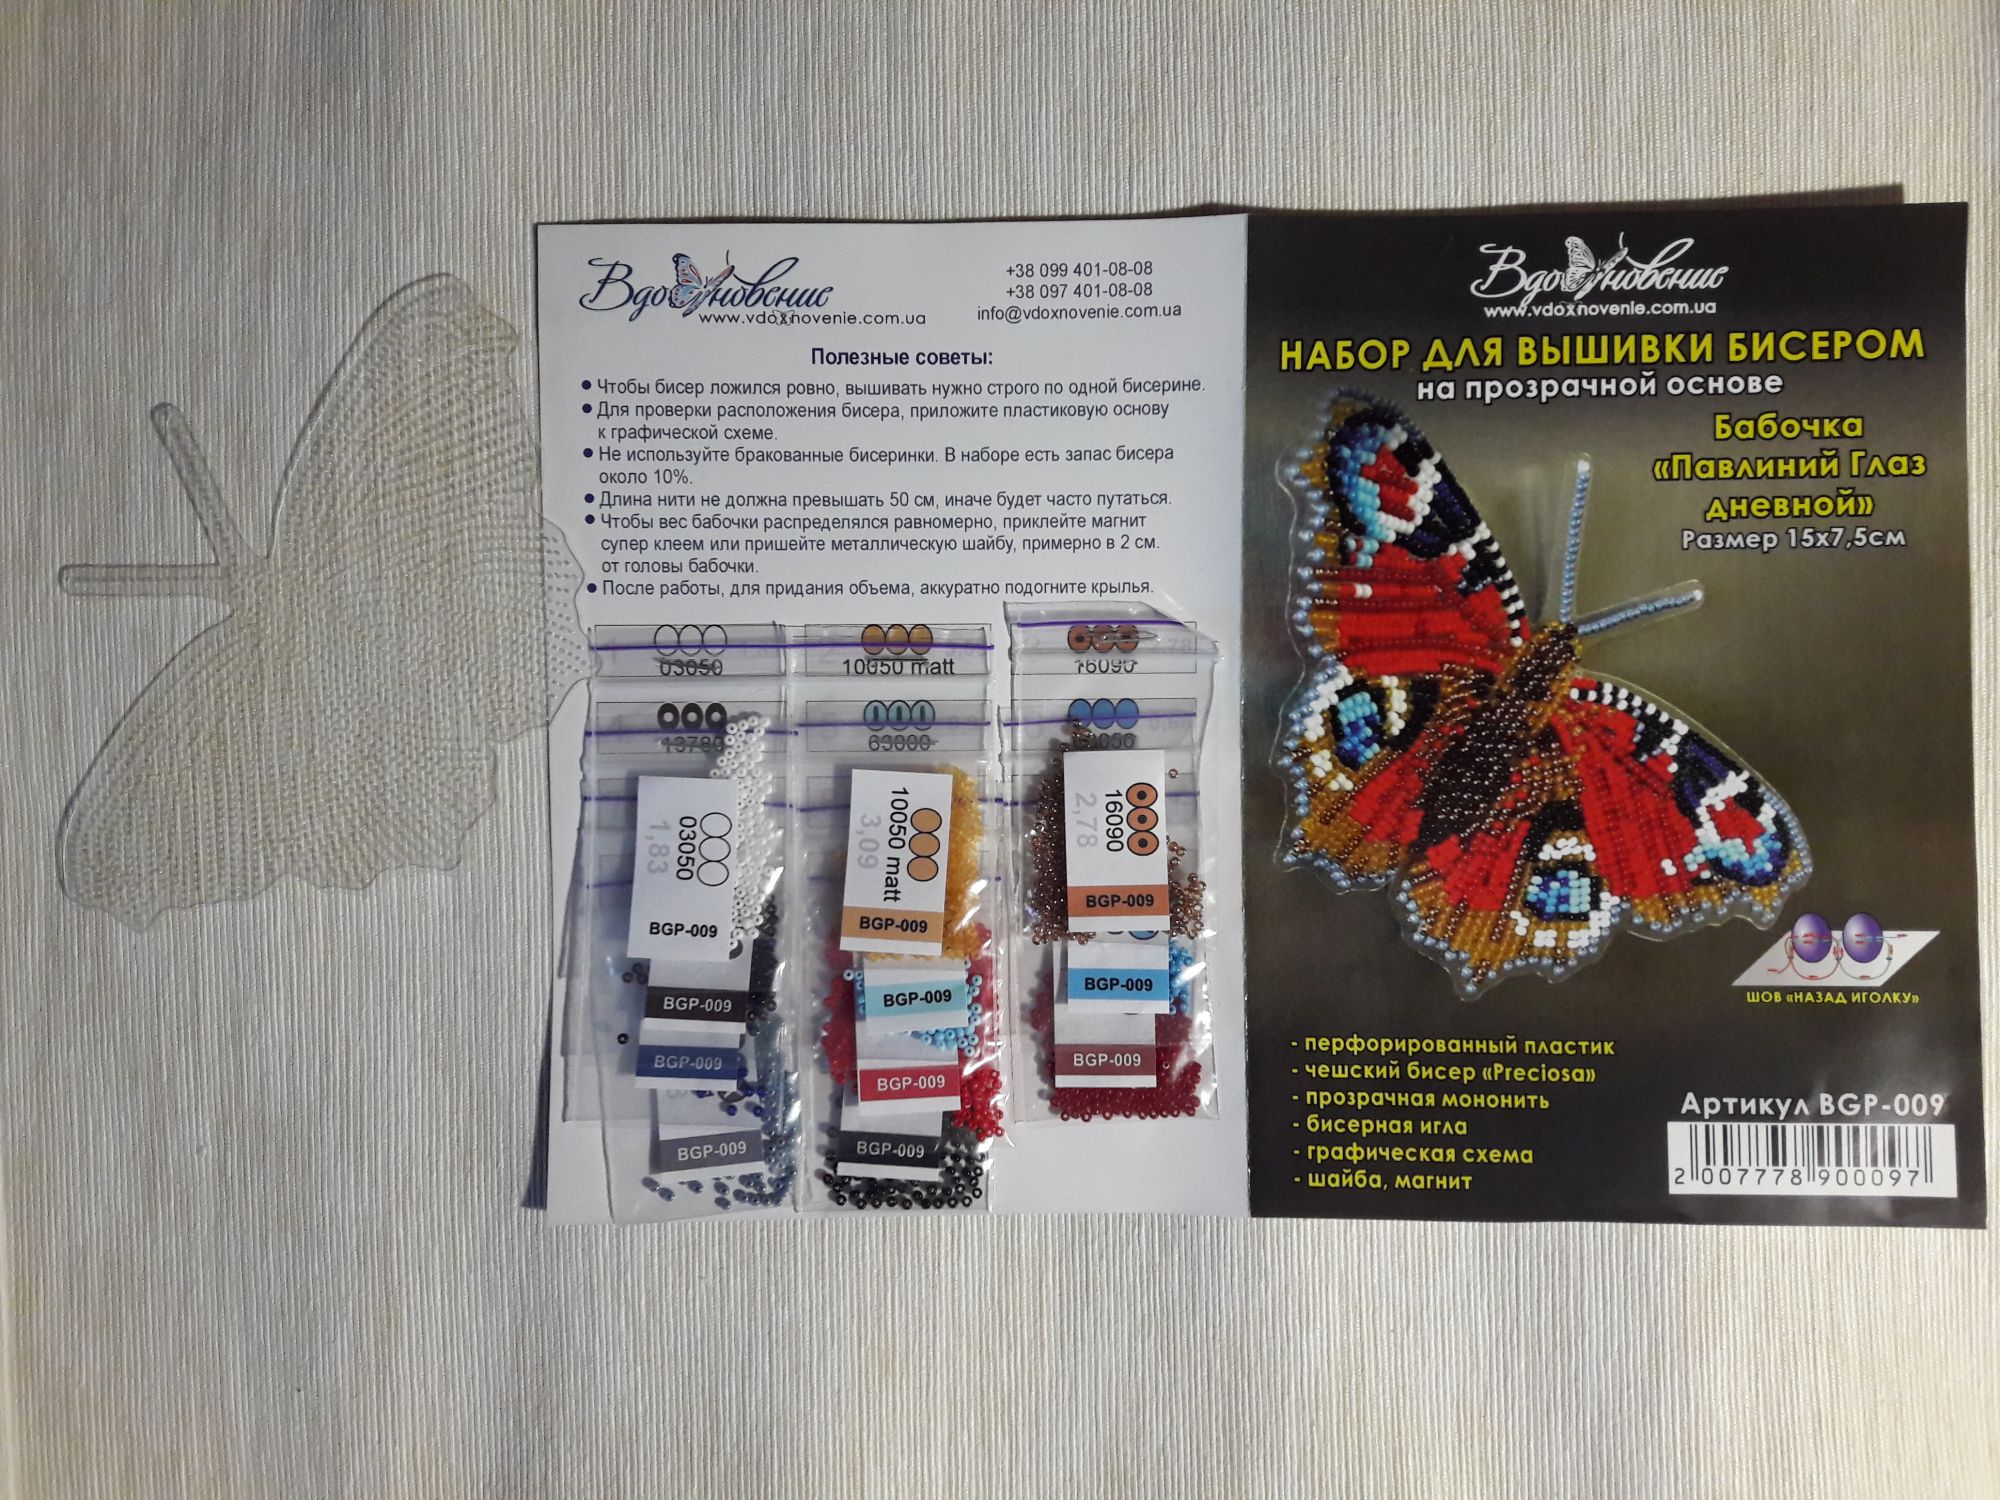 Вдохновение
www.vdoxnovenie.com.ua
+38 099 401-08-08
+38 097 401-08-08
info@vdoxnovenie.com.ua
Полезные советы:
• Чтобы бисер ложился ровно, вышивать нужно строго по одной бисерине.
• Для проверки расположения бисера, приложите пластиковую основу
к графической схеме.
• Не используйте бракованные бисеринки. В наборе есть запас бисера
около 10%.
• Длина нити не должна превышать 50 см, иначе будет часто путаться.
• Чтобы вес бабочки распределялся равномерно, приклейте магнит
супер клеем или пришейте металлическую шайбу, примерно в 2 см.
от головы бабочки.
• После работы, для придания объема, аккуратно подогните крылья.
03050
10050 matt
16090
13780
63000
03050
1,83
BGP-009
10050 matt
3,09
BGP-009
16090
2,78
BGP-009
BGP-009
BGP-009
BGP-009
BGP-009
BGP-009
BGP-009
BGP-009
BGP-009
Вдохновение
www.vdoxnovenie.com.ua
НАБОР ДЛЯ ВЫШИВКИ БИСЕРОМ
на прозрачной основе
Бабочка
«Павлиний Глаз
дневной»
Размер 15х7,5см
ШОВ «НАЗАД ИГОЛКУ»
- перфорированный пластик
- чешский бисер «Preciosa»
- прозрачная мононить
- бисерная игла
- графическая схема
- шайба, магнит
Артикул BGP-009
2 007778 900097